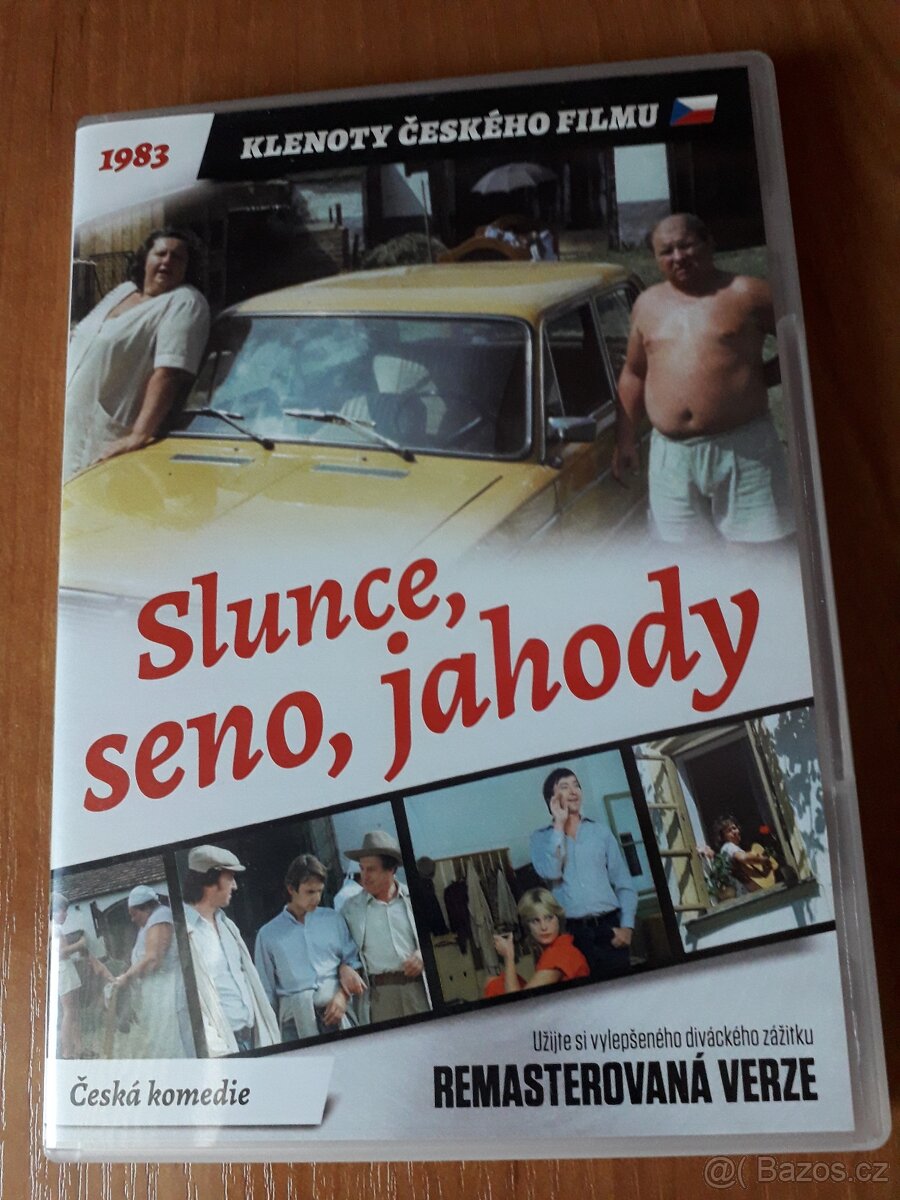 1983
KLENOTY ČESKÉHO FILMU
Slunce,
seno, jahody
Užijte si vylepšeného diváckého zážitku
REMASTEROVANÁ VERZE
Česká komedie
@( Bazos.cz